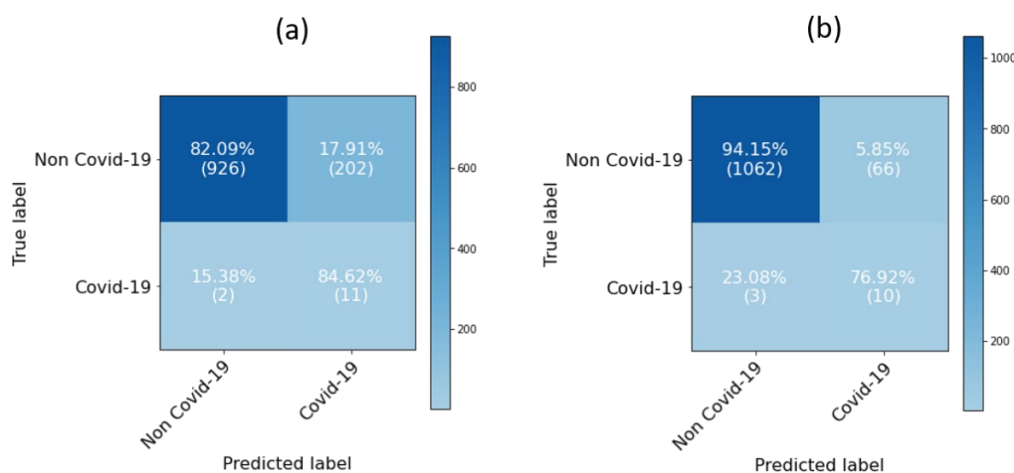 (a)
True label
Non Covid-19
Covid-19
82.09%
(926)
17.91%
(202)
15.38%
(2)
84.62%
(11)
Non Covid-19
Covid-19
Predicted label
800
600
400
200
(b)
True label
Non Covid-19
Covid-19
94.15%
(1062)
5.85%
(66)
23.08%
(3)
76.92%
(10)
Non Covid-19
Covid-19
Predicted label
1000
800
600
400
200